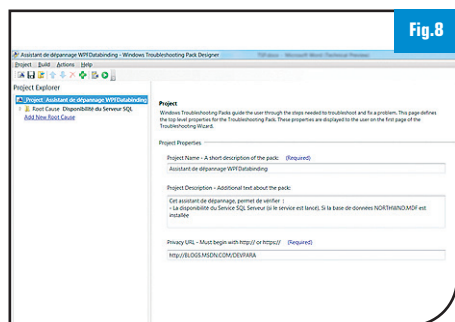 Fig.8
Assistant de dépannage WPFDatabinding - Windows Troubleshooting Pack Designer
Project Build Actions Help
Project Explorer
Project Assistant de dépannage WPFDatabinding
Root Cause Disponibilité du Serveur SQL
Add New Root Cause
Project
Windows Troubleshooting Packs guide the user through the steps needed to troubleshoot and fix a problem. This page defines
the top level properties for the Troubleshooting Pack. These properties are displayed to the user on the first page of the
Troubleshooting Wizard.
Project Properties
Project Name - A short description of the pack: (Required)
Assistant de dépannage WPFDatabinding
Project Description - Additional text about the pack:
Cet assistant de dépannage, permet de vérifier :
- La disponibilité du Service SQL Serveur (si le service est lancé), Si la base de données NORTHWND.MDF est
installée
Privacy URL - Must begin with http:// or https:// (Required)
http://BLOGS.MSDN.COM/DEVPARA